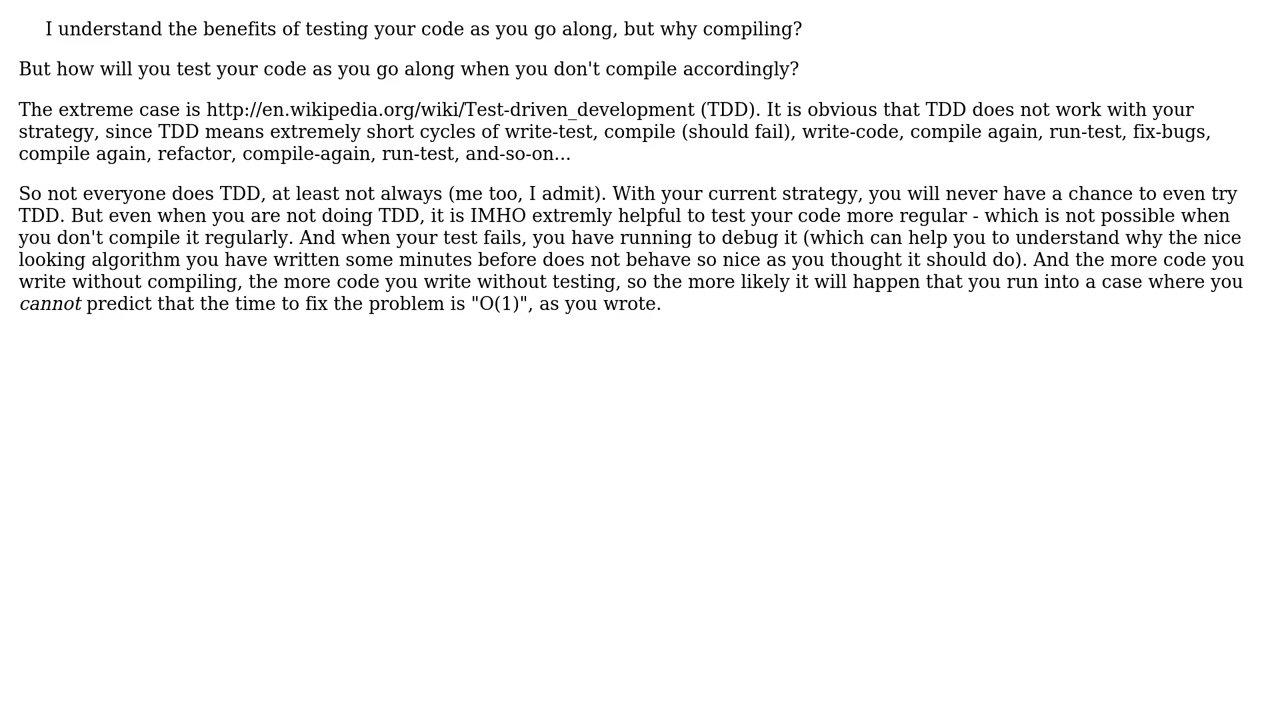 I understand the benefits of testing your code as you go along, but why compiling?
But how will you test your code as you go along when you don't compile accordingly?
The extreme case is http://en.wikipedia.org/wiki/Test-driven_development (TDD). It is obvious that TDD does not work with your
strategy, since TDD means extremely short cycles of write-test, compile (should fail), write-code, compile again, run-test, fix-bugs,
compile again, refactor, compile-again, run-test, and-so-on...
So not everyone does TDD, at least not always (me too, I admit). With your current strategy, you will never have a chance to even try
TDD. But even when you are not doing TDD, it is IMHO extremly helpful to test your code more regular - which is not possible when
you don't compile it regularly. And when your test fails, you have running to debug it (which can help you to understand why the nice
looking algorithm you have written some minutes before does not behave so nice as you thought it should do). And the more code you
write without compiling, the more code you write without testing, so the more likely it will happen that you run into a case where you
cannot predict that the time to fix the problem is "O(1)", as you wrote.